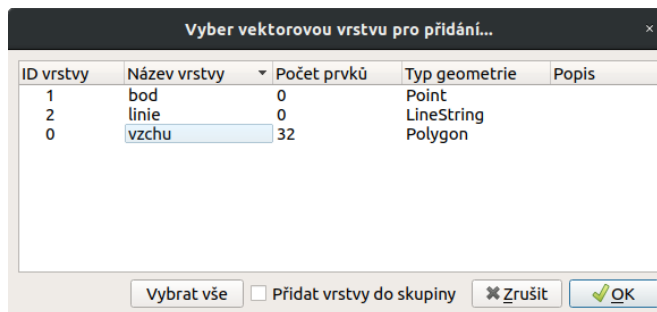 Vyber vektorovou vrstvu pro přidání...
ID vrstvy Název vrstvy Počet prvků Typ geometrie Popis
1 bod 0 Point
2 linie 0 LineString
0 vzchu 32 Polygon
Vybrat vše Přidat vrstvy do skupiny Zrušit OK